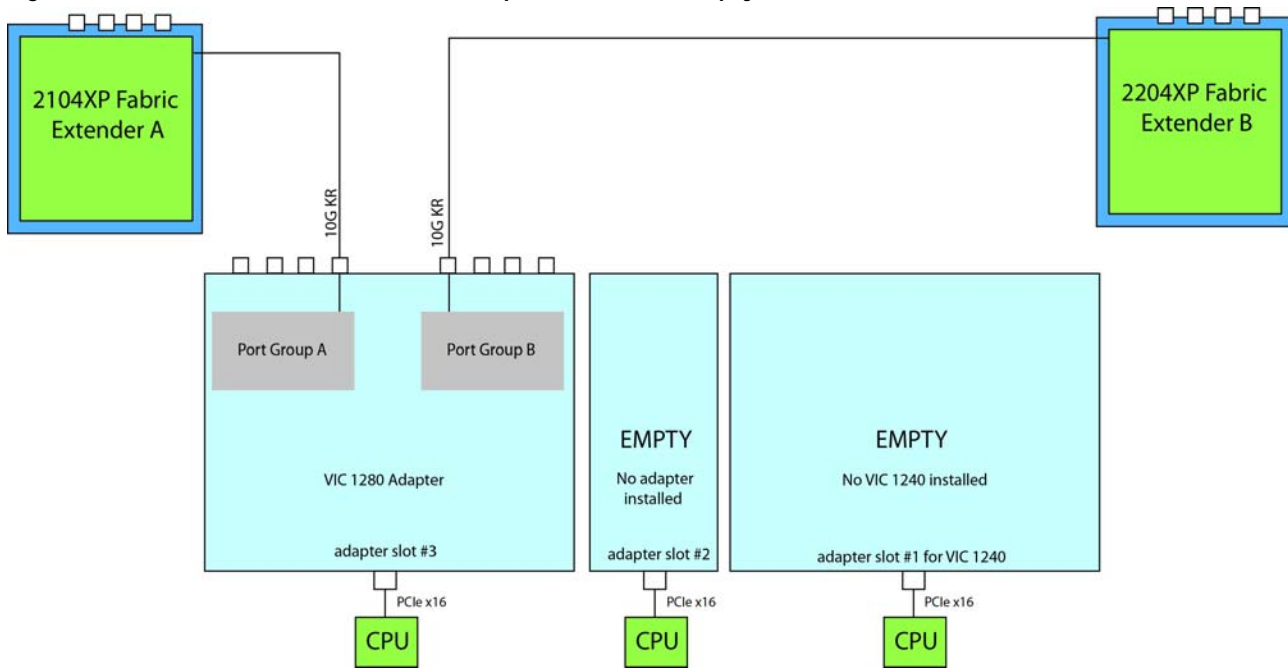 2104XP Fabric
Extender A
2204XP Fabric
Extender B
10G KR
10G KR
Port Group A
Port Group B
VIC 1280 Adapter
adapter slot #3
EMPTY
No adapter
installed
adapter slot #2
EMPTY
No VIC 1240 installed
adapter slot #1 for VIC 1240
PCIe x16
PCIe x16
PCIe x16
CPU
CPU
CPU